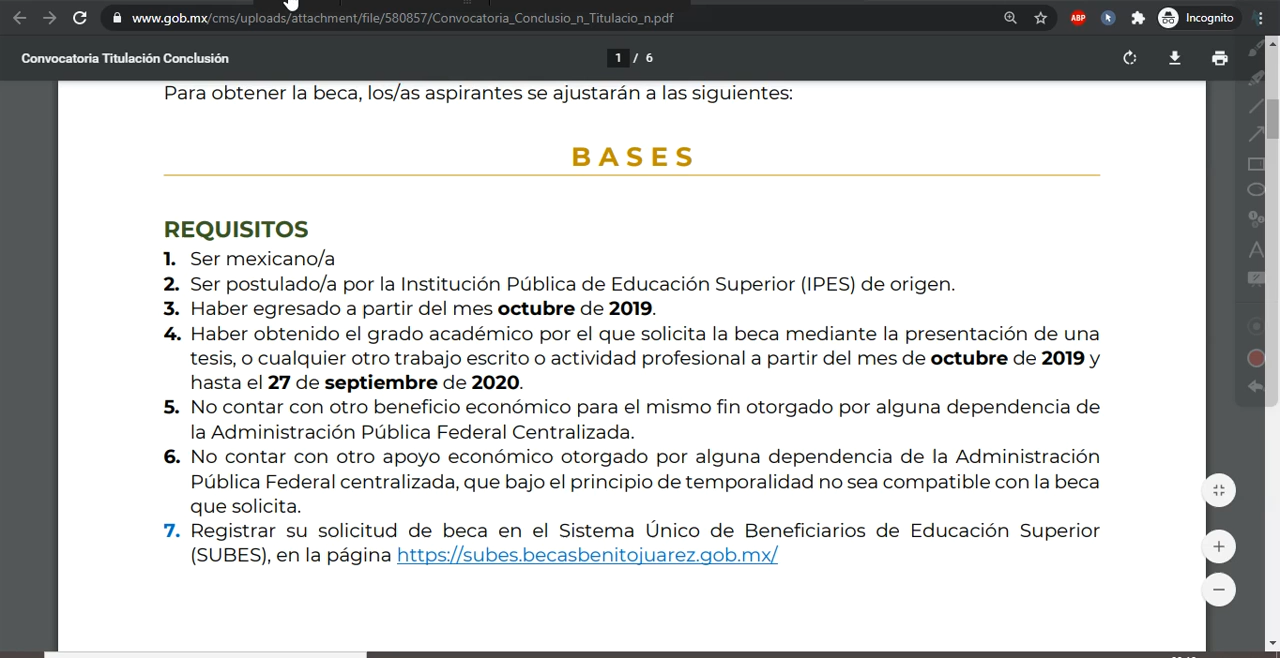 www.gob.mx/cms/uploads/attachment/file/580857/Convocatoria_Conclusio_n_Titulacio_n.pdf
ABP
Incognito
Convocatoria Titulación Conclusión
1 / 6
Para obtener la beca, los/as aspirantes se ajustarán a las siguientes:
BASES
REQUISITOS
1. Ser mexicano/a
2. Ser postulado/a por la Institución Pública de Educación Superior (IPES) de origen.
3. Haber egresado a partir del mes octubre de 2019.
4. Haber obtenido el grado académico por el que solicita la beca mediante la presentación de una
tesis, o cualquier otro trabajo escrito o actividad profesional a partir del mes de octubre de 2019 y
hasta el 27 de septiembre de 2020.
5. No contar con otro beneficio económico para el mismo fin otorgado por alguna dependencia de
la Administración Pública Federal Centralizada.
6. No contar con otro apoyo económico otorgado por alguna dependencia de la Administración
Pública Federal centralizada, que bajo el principio de temporalidad no sea compatible con la beca
que solicita.
7. Registrar su solicitud de beca en el Sistema Único de Beneficiarios de Educación Superior
(SUBES), en la página https://subes.becasbenitojuarez.gob.mx/